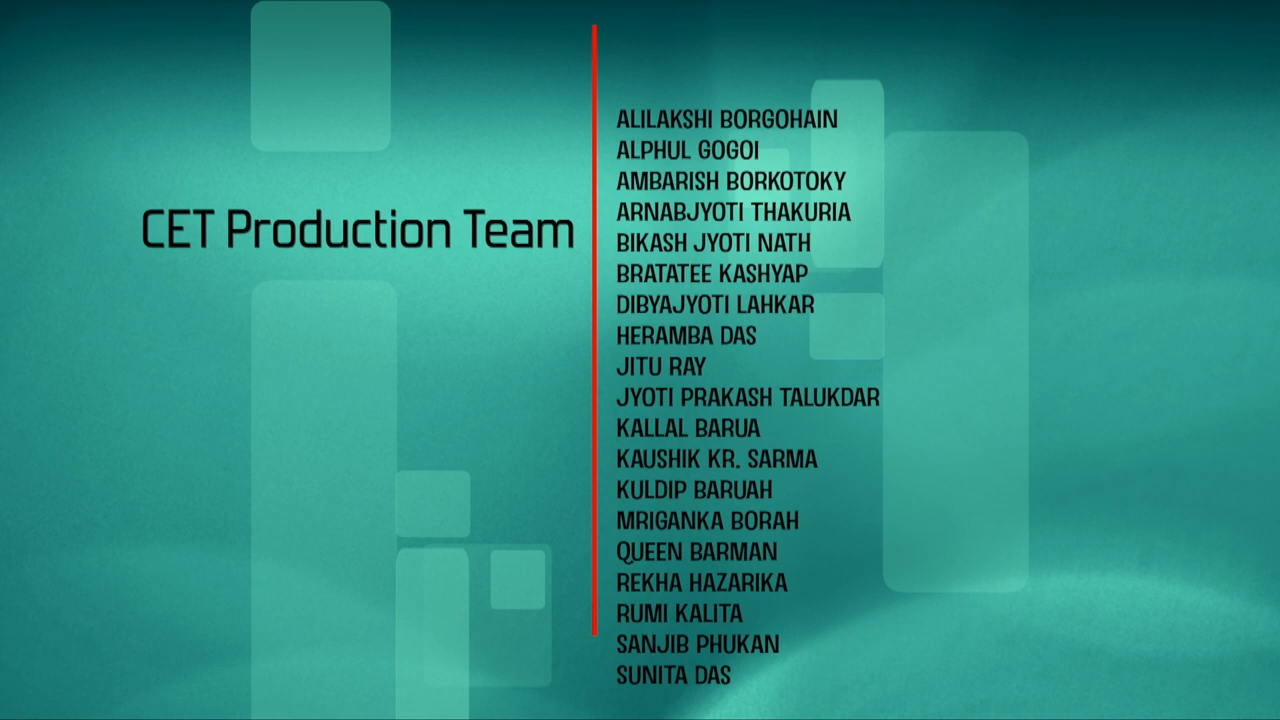 CET Production Team
ALILAKSHI BORGOHAIN
ALPHUL GOGOI
AMBARISH BORKOTOKY
ARNABJYOTI THAKURIA
BIKASH JYOTI NATH
BRATATEE KASHYAP
DIBYAJYOTI LAHKAR
HERAMBA DAS
JITU RAY
JYOTI PRAKASH TALUKDAR
KALLAL BARUA
KAUSHIK KR. SARMA
KULDIP BARUAH
MRIGANKA BORAH
QUEEN BARMAN
REKHA HAZARIKA
RUMI KALITA
SANJIB PHUKAN
SUNITA DAS